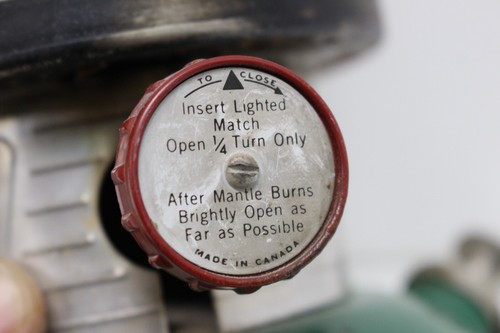 TO CLOSE
Insert Lighted
Match
Open ¼ Turn Only
After Mantle Burns
Brightly Open as
Far as Possible
MADE IN CANADA